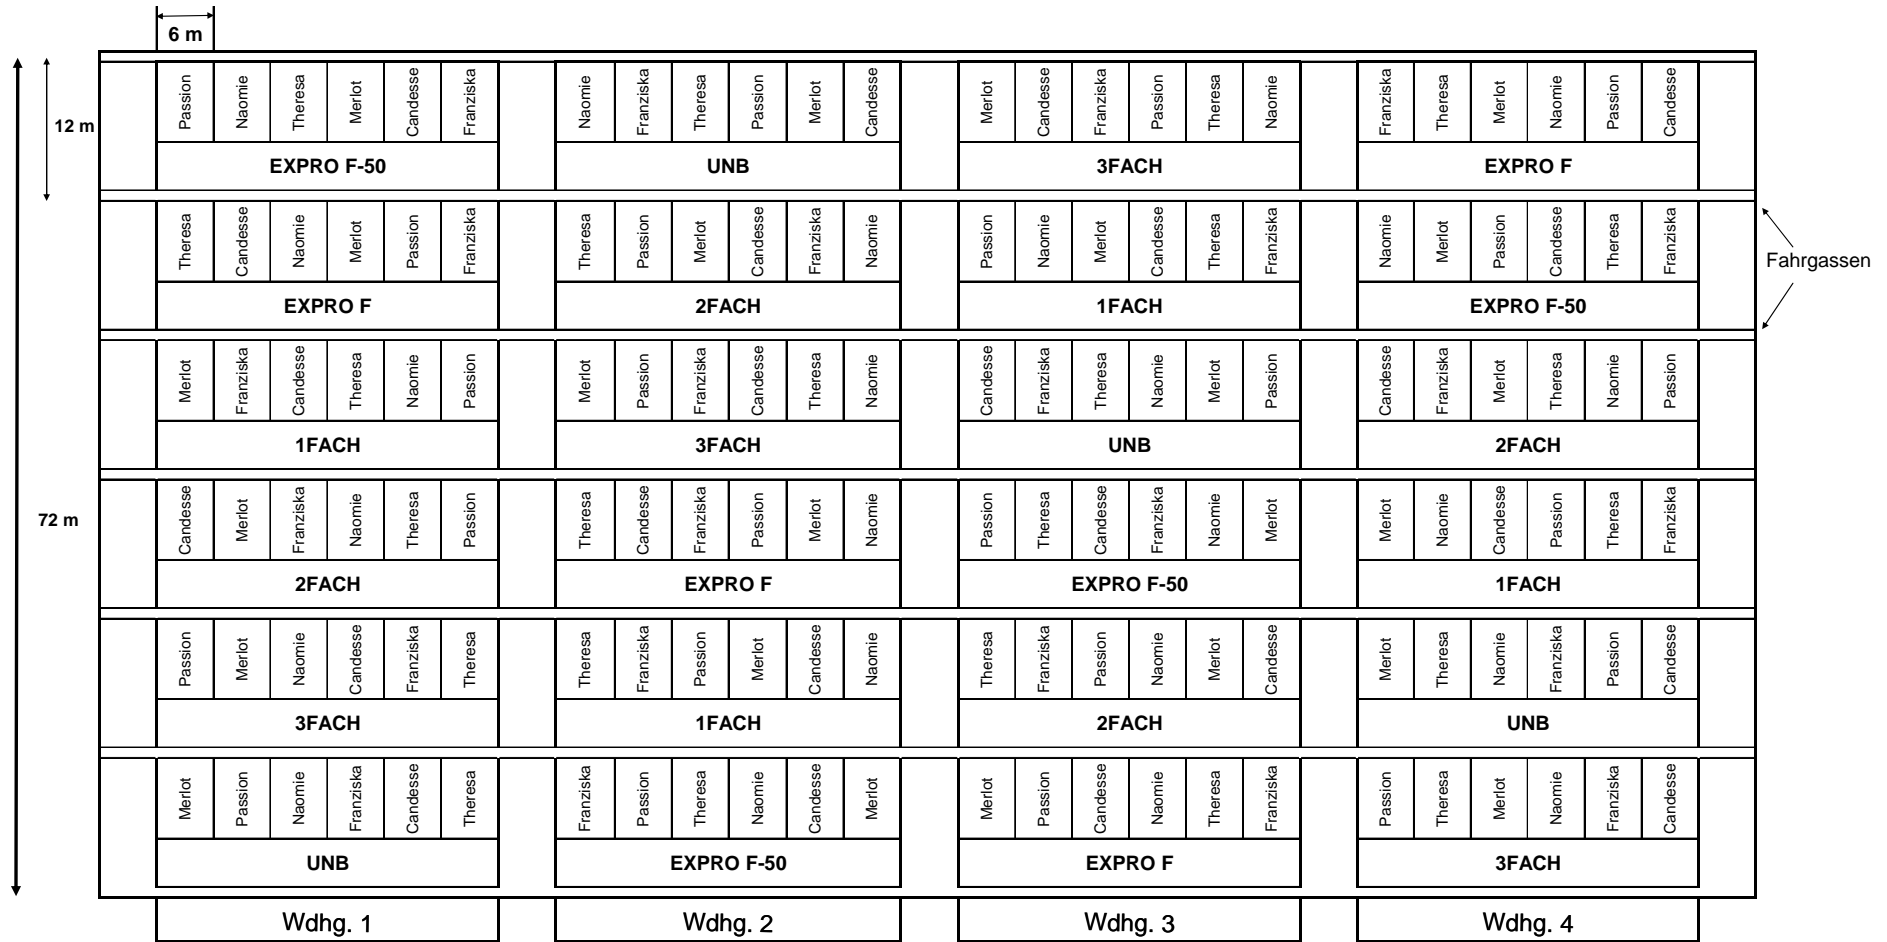 6 m
Passion Naomie Theresa Merlot Candesse Franziska Naomie Franziska Theresa Passion Merlot Candesse Merlot Candesse Franziska Passion Theresa Naomie Franziska Theresa Merlot Naomie Passion Candesse
12 m
EXPRO F-50 UNB 3FACH EXPRO F
Theresa Candesse Naomie Merlot Passion Franziska Theresa Passion Merlot Candesse Franziska Naomie Passion Naomie Merlot Candesse Theresa Franziska Naomie Merlot Passion Candesse Theresa Franziska
Fahrgassen
EXPRO F 2FACH 1FACH EXPRO F-50
Merlot Franziska Candesse Theresa Naomie Passion Merlot Passion Franziska Candesse Theresa Naomie Candesse Franziska Theresa Naomie Merlot Passion Candesse Franziska Merlot Theresa Naomie Passion
1FACH 3FACH UNB 2FACH
72 m
Candesse Merlot Franziska Naomie Theresa Passion Theresa Candesse Franziska Passion Merlot Naomie Passion Theresa Candesse Franziska Naomie Merlot Merlot Naomie Candesse Passion Theresa Franziska
2FACH EXPRO F EXPRO F-50 1FACH
Passion Merlot Naomie Candesse Franziska Theresa Theresa Franziska Passion Merlot Candesse Naomie Theresa Franziska Passion Naomie Merlot Candesse Merlot Theresa Naomie Franziska Passion Candesse
3FACH 1FACH 2FACH UNB
Merlot Passion Naomie Franziska Candesse Theresa Franziska Passion Theresa Naomie Candesse Merlot Merlot Passion Candesse Naomie Theresa Franziska Passion Theresa Merlot Naomie Franziska Candesse
UNB EXPRO F-50 EXPRO F 3FACH
Wdhg. 1 Wdhg. 2 Wdhg. 3 Wdhg. 4